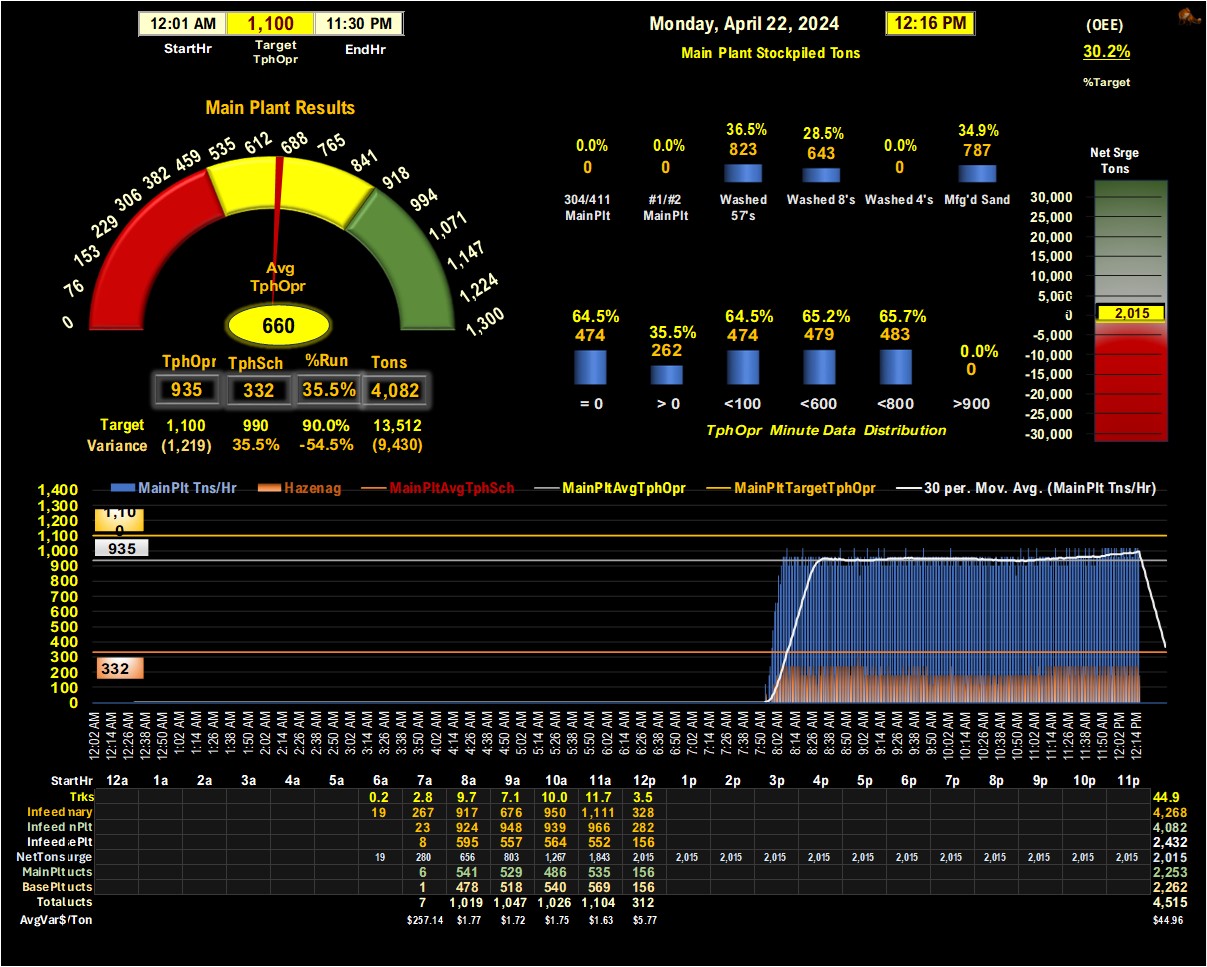 12:01 AM 1,100 11:30 PM
StartHr Target TphOpr EndHr
Monday, April 22, 2024 12:16 PM
Main Plant Stockpiled Tons
(OEE)
30.2%
%Target
Main Plant Results
0 76 153 229 306 382 459 535 612 688 765 841 918 994 1,071 1,147 1,224 1,300
Avg
TphOpr
660
TphOpr TphSch %Run Tons
935 332 35.5% 4,082
Target 1,100 990 90.0% 13,512
Variance (1,219) 35.5% -54.5% (9,430)
0.0% 0.0% 36.5% 28.5% 0.0% 34.9%
0 0 823 643 0 787
304/411 MainPlt #1/#2 MainPlt Washed 57's Washed 8's Washed 4's Mfg'd Sand
64.5% 35.5% 64.5% 65.2% 65.7% 0.0%
474 262 474 479 483 0
= 0 > 0 <100 <600 <800 >900
TphOpr Minute Data Distribution
Net Srge
Tons
30,000
25,000
20,000
15,000
10,000
5,000
0
2,015
-5,000
-10,000
-15,000
-20,000
-25,000
-30,000
MainPlt Tns/Hr Hazenag MainPltAvgTphSch MainPltAvgTphOpr MainPltTargetTphOpr 30 per. Mov. Avg. (MainPlt Tns/Hr)
1,400
1,300
1,200
1,100
1,000
900
800
700
600
500
400
300
200
100
0
1,10
0
935
332
12:02 AM 12:14 AM 12:26 AM 12:38 AM 12:50 AM 1:02 AM 1:14 AM 1:26 AM 1:38 AM 1:50 AM 2:02 AM 2:14 AM 2:26 AM 2:38 AM 2:50 AM 3:02 AM 3:14 AM 3:26 AM 3:38 AM 3:50 AM 4:02 AM 4:14 AM 4:26 AM 4:38 AM 4:50 AM 5:02 AM 5:14 AM 5:26 AM 5:38 AM 5:50 AM 6:02 AM 6:14 AM 6:26 AM 6:38 AM 6:50 AM 7:02 AM 7:14 AM 7:26 AM 7:38 AM 7:50 AM 8:02 AM 8:14 AM 8:26 AM 8:38 AM 8:50 AM 9:02 AM 9:14 AM 9:26 AM 9:38 AM 9:50 AM 10:02 AM 10:14 AM 10:26 AM 10:38 AM 10:50 AM 11:02 AM 11:14 AM 11:26 AM 11:38 AM 11:50 AM 12:02 PM 12:14 PM
StartHr 12a 1a 2a 3a 4a 5a 6a 7a 8a 9a 10a 11a 12p 1p 2p 3p 4p 5p 6p 7p 8p 9p 10p 11p
Trks 0.2 2.8 9.7 7.1 10.0 11.7 3.5 44.9
Infeed nary 19 267 917 676 950 1,111 328 4,268
Infeed nPlt 23 924 948 939 966 282 4,082
Infeed ePlt 8 595 557 564 552 156 2,432
NetTons urge 19 280 656 803 1,267 1,843 2,015 2,015 2,015 2,015 2,015 2,015 2,015 2,015 2,015 2,015 2,015 2,015 2,015
MainPlt ucts 6 541 529 486 535 156 2,253
BasePlt ucts 1 478 518 540 569 156 2,262
Total ucts 7 1,019 1,047 1,026 1,104 312 4,515
AvgVar$/Ton $257.14 $1.77 $1.72 $1.75 $1.63 $5.77 $44.96